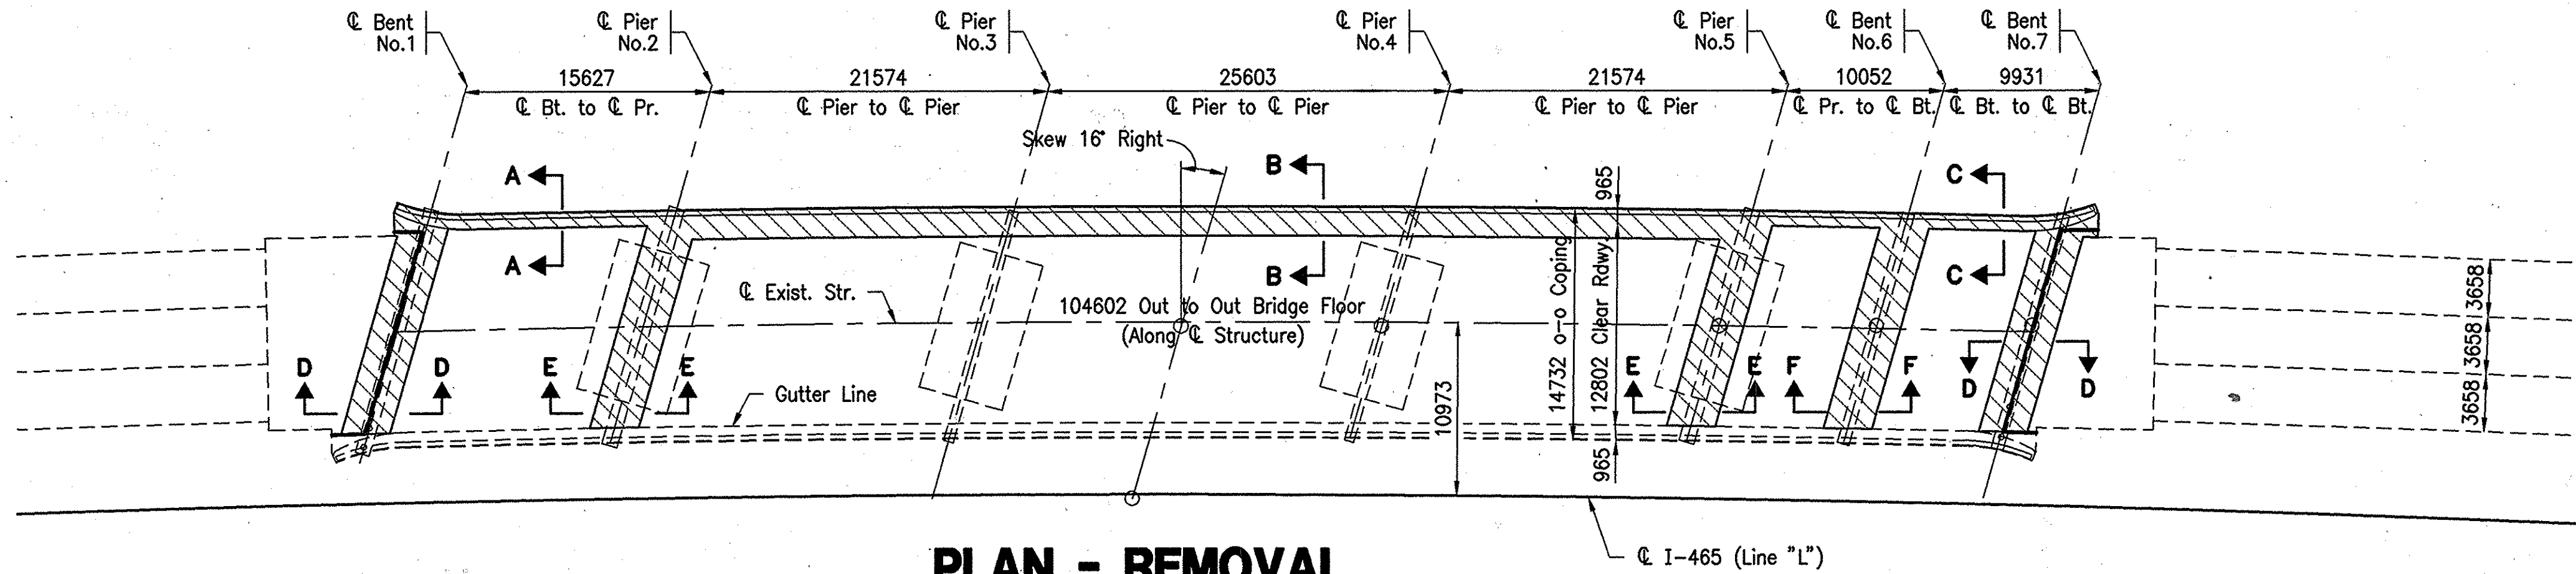 ℄ Bent No.1
℄ Pier No.2
℄ Pier No.3
℄ Pier No.4
℄ Pier No.5
℄ Bent No.6
℄ Bent No.7
15627
21574
25603
21574
10052
9931
℄ Bt. to ℄ Pr.
℄ Pier to ℄ Pier
℄ Pier to ℄ Pier
℄ Pier to ℄ Pier
℄ Pr. to ℄ Bt.
℄ Bt. to ℄ Bt.
Skew 16° Right
A
B
C
965
A
B
C
14732 o-o Coping
12802 Clear Rdwy.
℄ Exist. Str.
104602 Out to Out Bridge Floor
(Along ℄ Structure)
3658
3658
3658
D
D
E
E
E
E
F
F
D
D
Gutter Line
10973
965
℄ I-465 (Line "L")
PLAN - REMOVAL